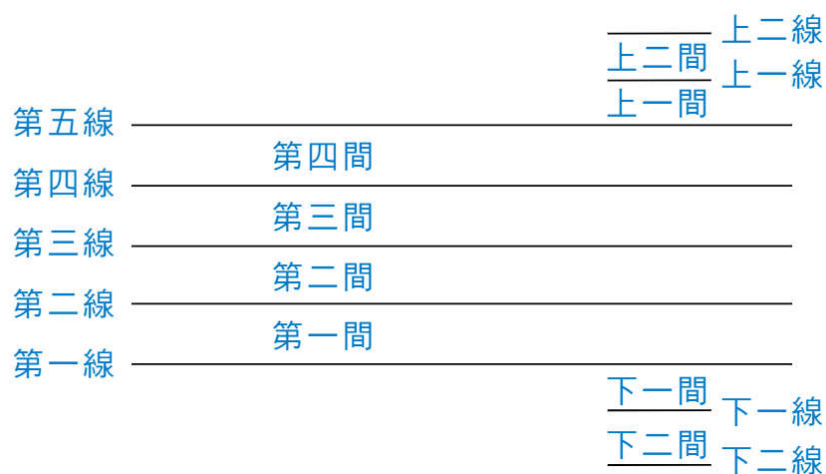 上二線
上二間
上一線
上一間
第五線
第四間
第四線
第三間
第三線
第二間
第二線
第一間
第一線
下一間
下一線
下二間
下二線